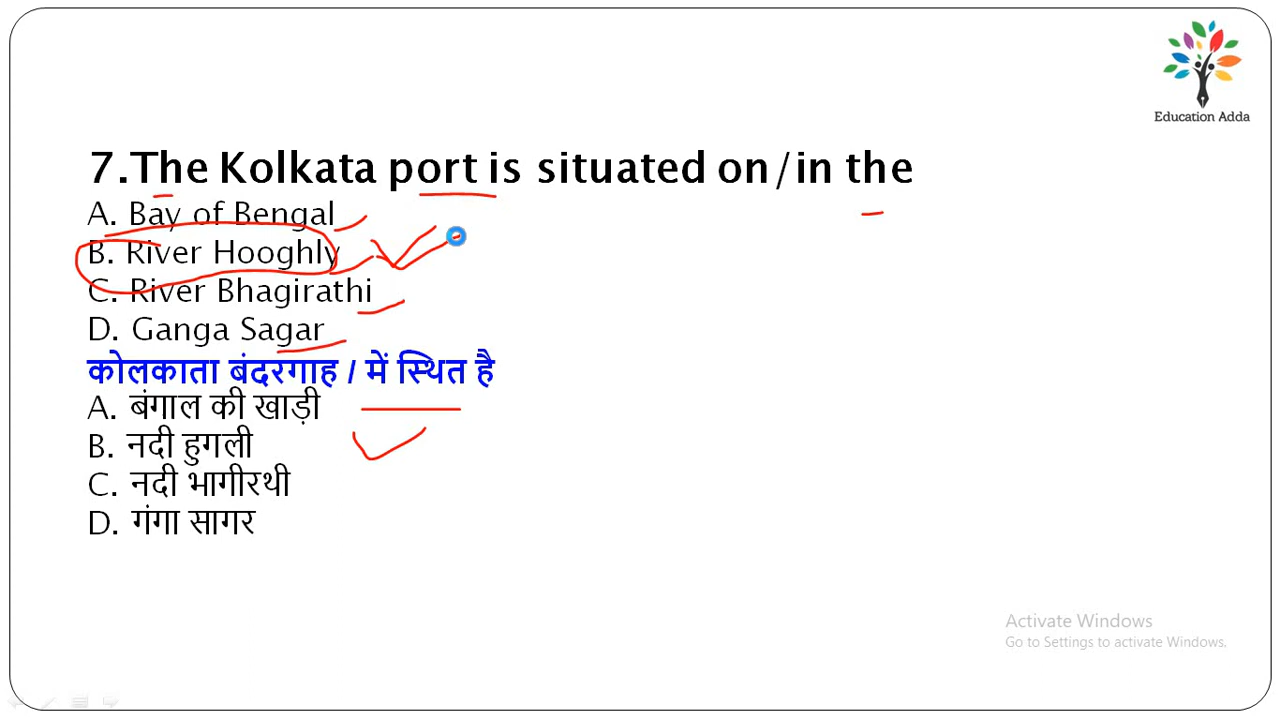 Education Adda
7.The Kolkata port is situated on/in the
A. Bay of Bengal
B. River Hooghly
C. River Bhagirathi
D. Ganga Sagar
कोलकाता बंदरगाह / में स्थित है
A. बंगाल की खाड़ी
B. नदी हुगली
C. नदी भागीरथी
D. गंगा सागर
Activate Windows
Go to Settings to activate Windows.